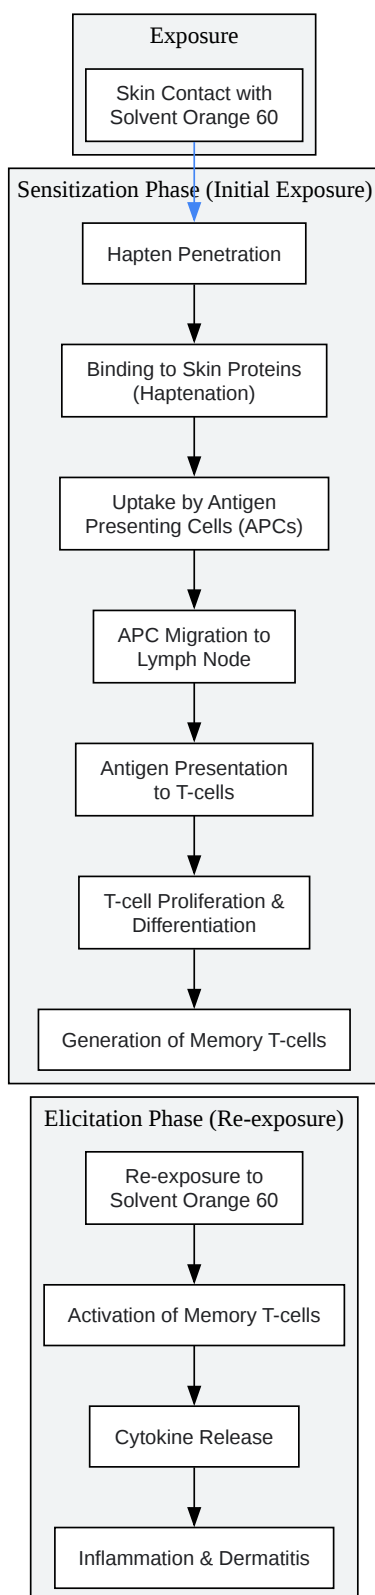 Exposure
Skin Contact with
Solvent Orange 60
Sensitization Phase (Initial Exposure)
Hapten Penetration
Binding to Skin Proteins
(Haptenation)
Uptake by Antigen
Presenting Cells (APCs)
APC Migration to
Lymph Node
Antigen Presentation
to T-cells
T-cell Proliferation &
Differentiation
Generation of Memory T-cells
Elicitation Phase (Re-exposure)
Re-exposure to
Solvent Orange 60
Activation of Memory T-cells
Cytokine Release
Inflammation & Dermatitis